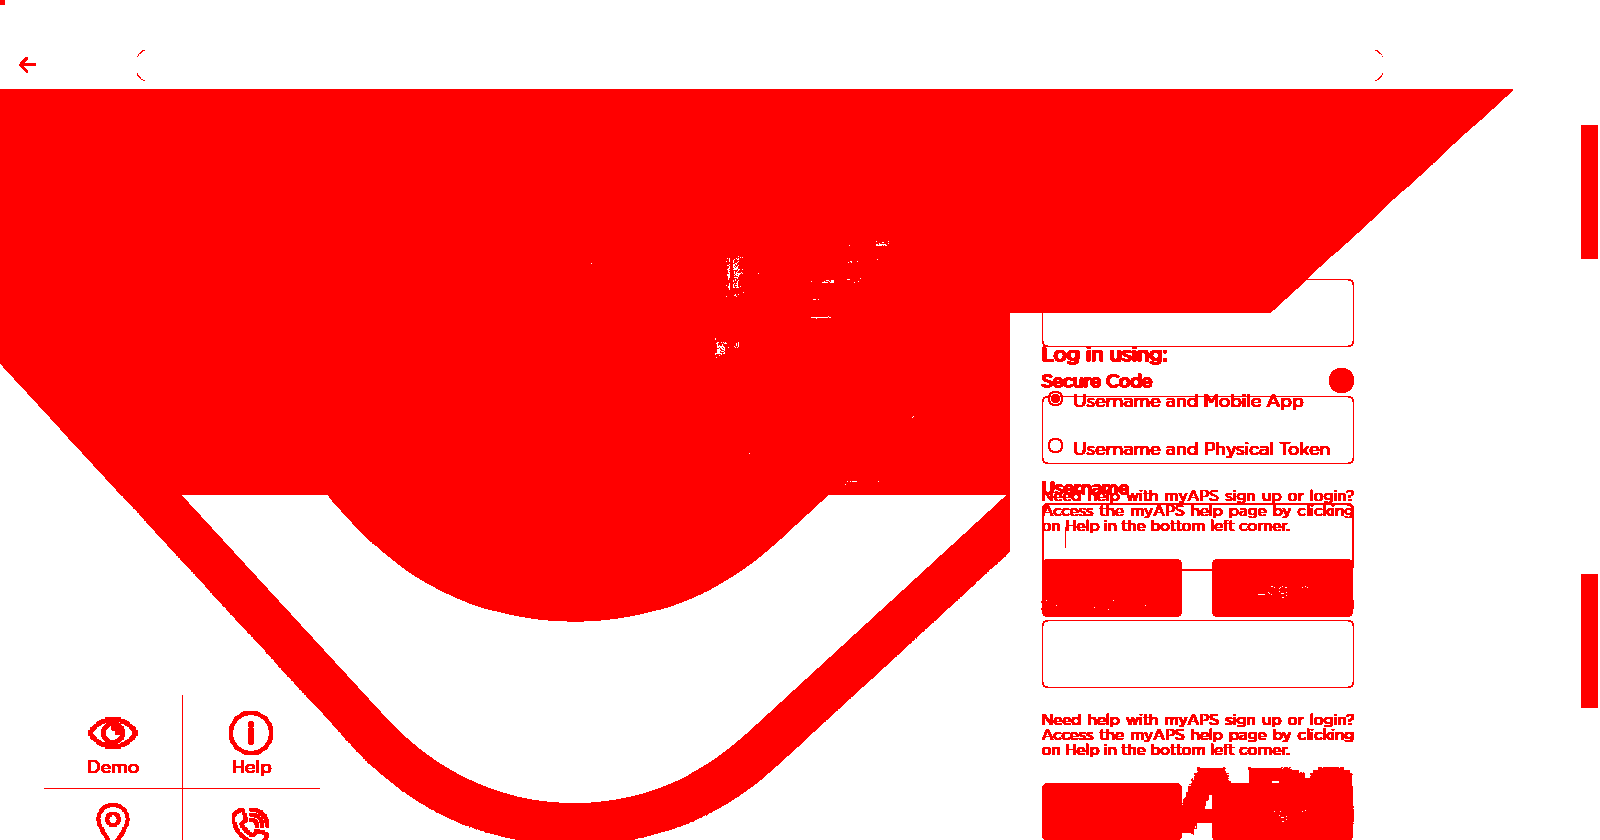 Log in using:
Secure Code
Username and Mobile App
Username and Physical Token
Username
Need help with myAPS sign up or login?
Access the myAPS help page by clicking
on Help in the bottom left corner.
Need help with myAPS sign up or login?
Access the myAPS help page by clicking
on Help in the bottom left corner.
Demo
Help
APS